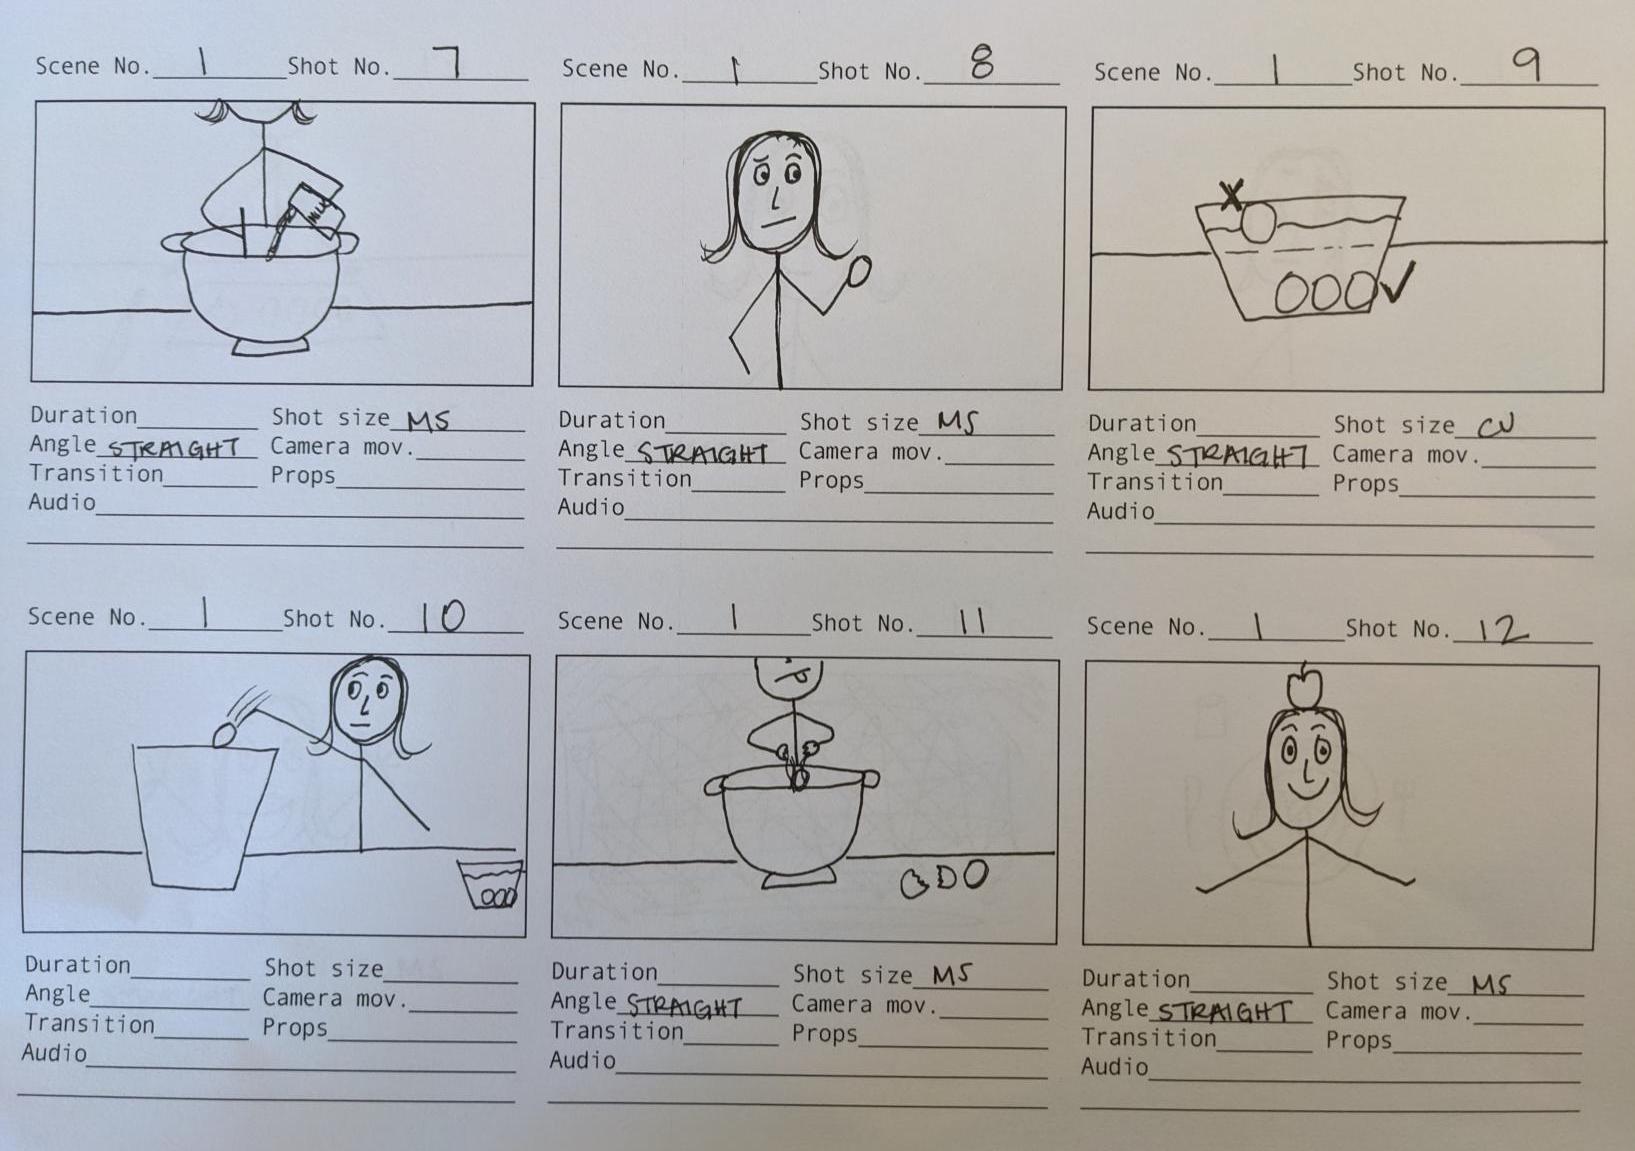 Scene No. 1 Shot No. 7
Scene No. 1 Shot No. 8
Scene No. 1 Shot No. 9
MILK
X
✓
Duration Shot size MS
Angle STRAIGHT Camera mov.
Transition Props
Audio
Duration Shot size MS
Angle STRAIGHT Camera mov.
Transition Props
Audio
Duration Shot size CU
Angle STRAIGHT Camera mov.
Transition Props
Audio
Scene No. 1 Shot No. 10
Scene No. 1 Shot No. 11
Scene No. 1 Shot No. 12
Duration Shot size
Angle Camera mov.
Transition Props
Audio
Duration Shot size MS
Angle STRAIGHT Camera mov.
Transition Props
Audio
Duration Shot size MS
Angle STRAIGHT Camera mov.
Transition Props
Audio